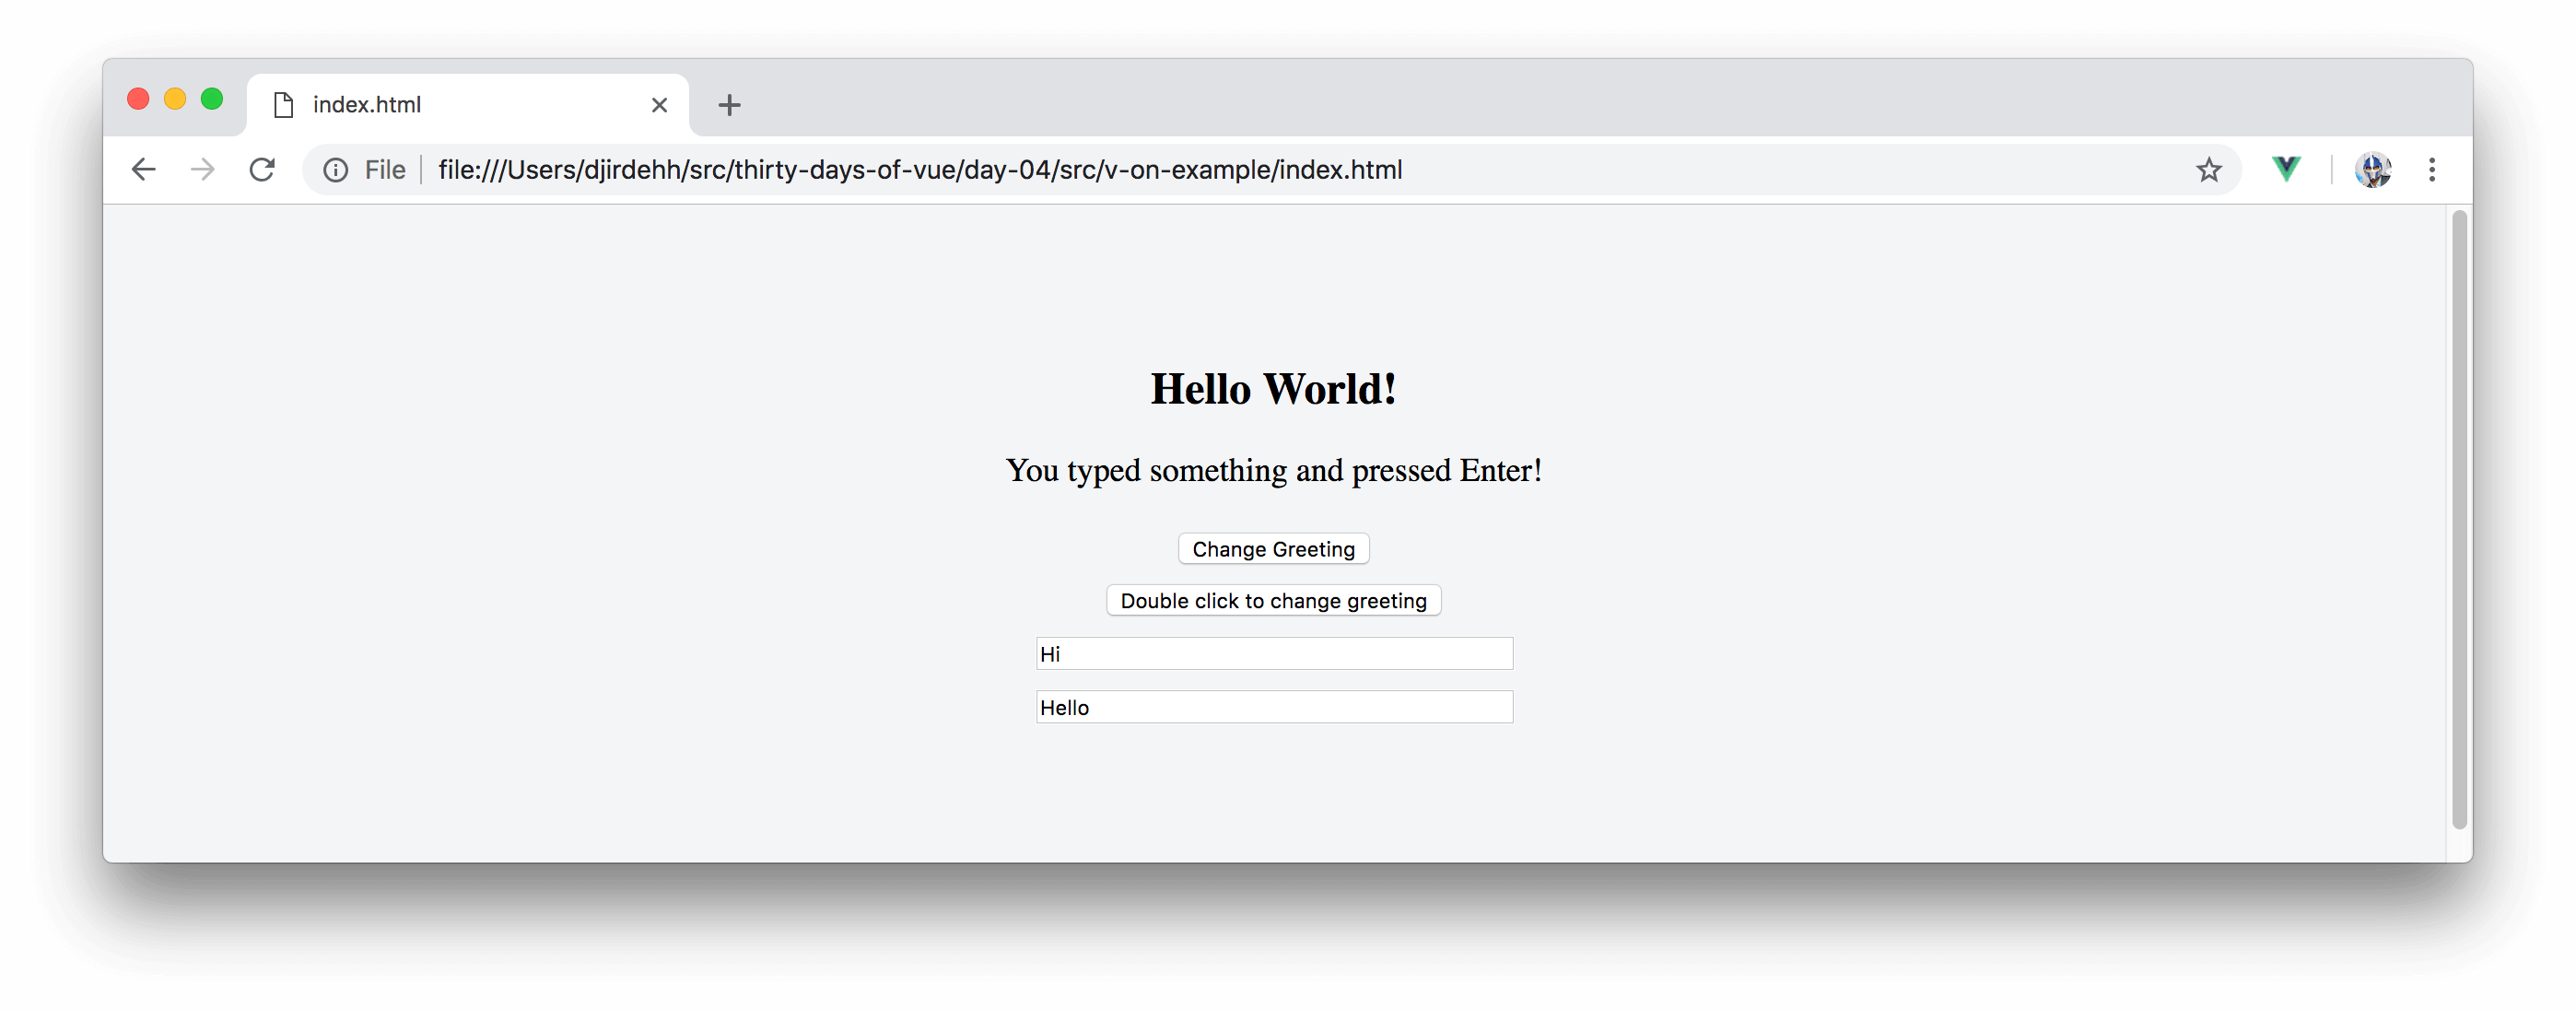 index.html
File
file:///Users/djirdehh/src/thirty-days-of-vue/day-04/src/v-on-example/index.html
Hello World!
You typed something and pressed Enter!
Change Greeting
Double click to change greeting
Hi
Hello